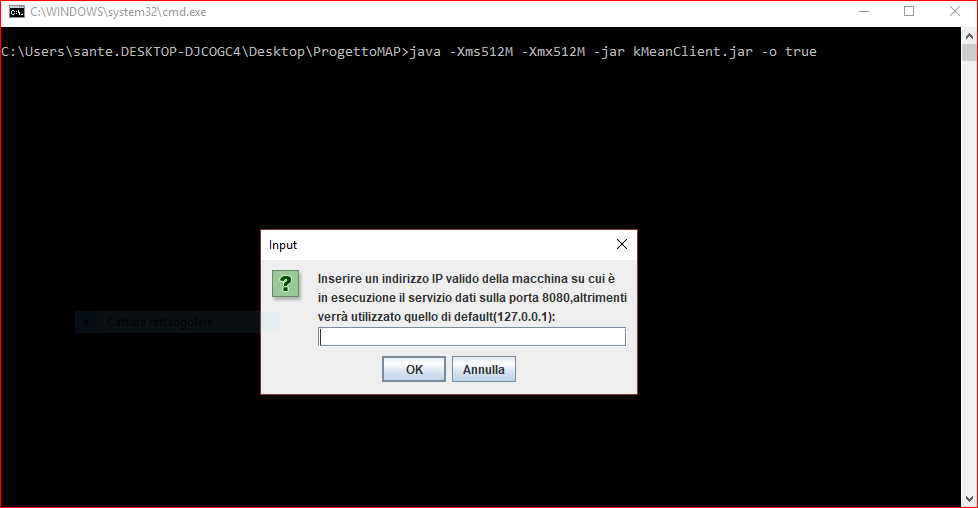 C:\WINDOWS\system32\cmd.exe
C:\Users\sante.DESKTOP-DJCOGC4\Desktop\ProgettoMAP>java -Xms512M -Xmx512M -jar kMeanClient.jar -o true
Input
Inserire un indirizzo IP valido della macchina su cui è
in esecuzione il servizio dati sulla porta 8080,altrimenti
verrà utilizzato quello di default(127.0.0.1):
Cattura rettangolare
OK Annulla